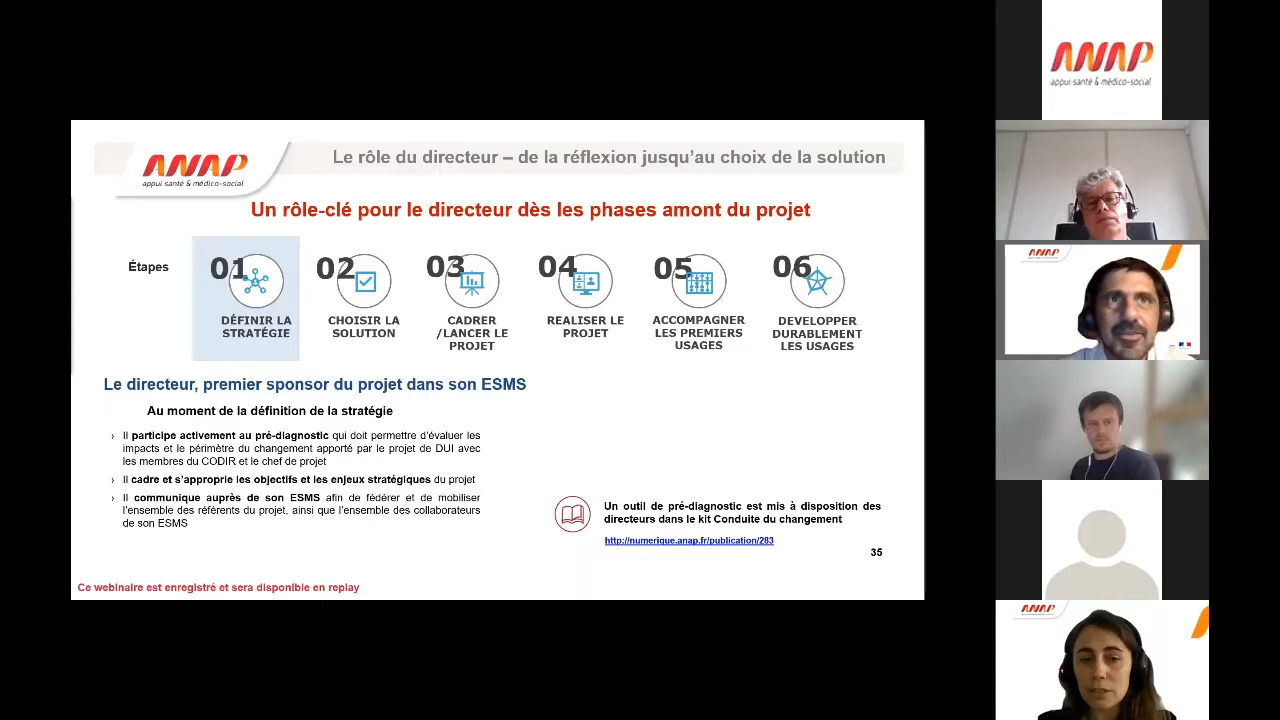 ANAP
appui santé & médico-social
Le rôle du directeur – de la réflexion jusqu'au choix de la solution
Un rôle-clé pour le directeur dès les phases amont du projet
Étapes
01
DÉFINIR LA
STRATÉGIE
02
CHOISIR LA
SOLUTION
03
CADRER
/LANCER LE
PROJET
04
REALISER LE
PROJET
05
ACCOMPAGNER
LES PREMIERS
USAGES
06
DEVELOPPER
DURABLEMENT
LES USAGES
Le directeur, premier sponsor du projet dans son ESMS
Au moment de la définition de la stratégie
› Il participe activement au pré-diagnostic qui doit permettre d'évaluer les
impacts et le périmètre du changement apporté par le projet de DUI avec
les membres du CODIR et le chef de projet
› Il cadre et s'approprie les objectifs et les enjeux stratégiques du projet
› Il communique auprès de son ESMS afin de fédérer et de mobiliser
l'ensemble des référents du projet, ainsi que l'ensemble des collaborateurs
de son ESMS
Un outil de pré-diagnostic est mis à disposition des
directeurs dans le kit Conduite du changement
http://numerique.anap.fr/publication/283
35
Ce webinaire est enregistré et sera disponible en replay
ANAP
appui santé & médico-social
ANAP
ANAP